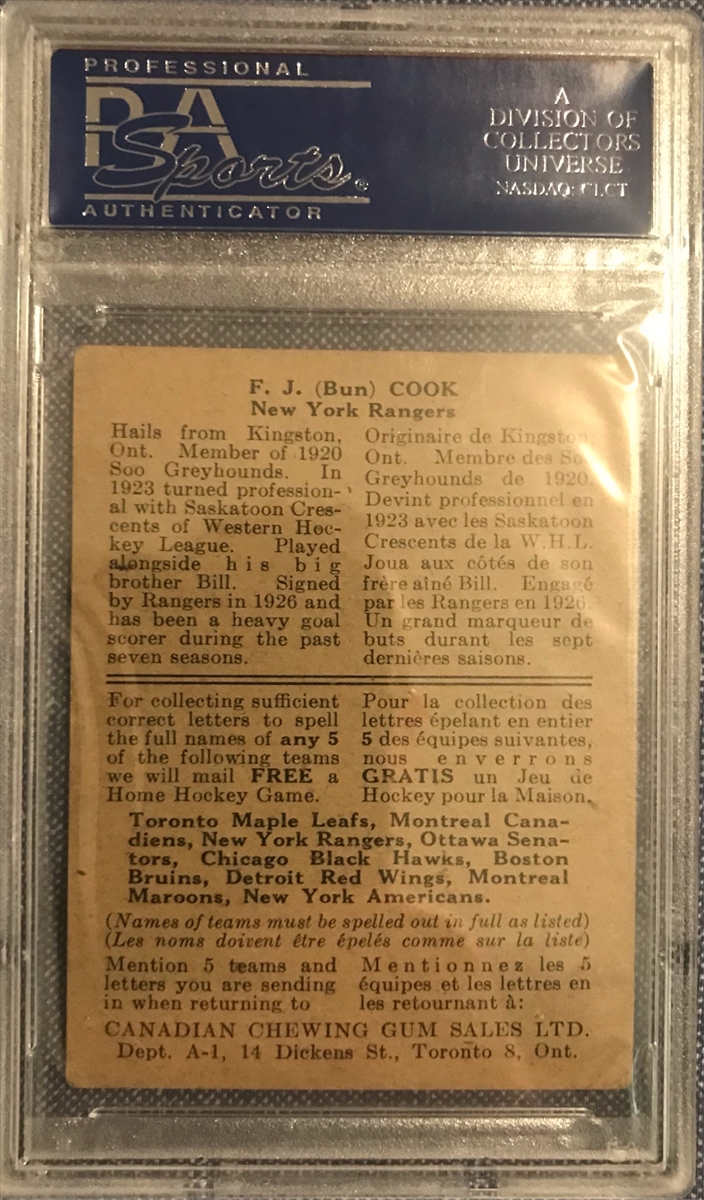 PROFESSIONAL
PSA
Sports
AUTHENTICATOR
A
DIVISION OF
COLLECTORS
UNIVERSE
NASDAQ: CLCT
F. J. (Bun) COOK
New York Rangers
Hails from Kingston,
Ont. Member of 1920
Soo Greyhounds. In
1923 turned profession-
al with Saskatoon Cres-
cents of Western Hoc-
key League. Played
alongside his big
brother Bill. Signed
by Rangers in 1926 and
has been a heavy goal
scorer during the past
seven seasons.
Originaire de Kingston,
Ont. Membre des Soo
Greyhounds de 1920.
Devint professionnel en
1923 avec les Saskatoon
Crescents de la W.H.L.
Joua aux côtés de son
frère aîné Bill. Engagé
par les Rangers en 1926.
Un grand marqueur de
buts durant les sept
dernières saisons.
For collecting sufficient
correct letters to spell
the full names of any 5
of the following teams
we will mail FREE a
Home Hockey Game.
Pour la collection des
lettres épelant en entier
5 des équipes suivantes,
nous enverrons
GRATIS un Jeu de
Hockey pour la Maison.
Toronto Maple Leafs, Montreal Cana-
diens, New York Rangers, Ottawa Sena-
tors, Chicago Black Hawks, Boston
Bruins, Detroit Red Wings, Montreal
Maroons, New York Americans.
(Names of teams must be spelled out in full as listed)
(Les noms doivent être épelés comme sur la liste)
Mention 5 teams and
letters you are sending
in when returning to
Mentionnez les 5
équipes et les lettres en
les retournant à:
CANADIAN CHEWING GUM SALES LTD.
Dept. A-1, 14 Dickens St., Toronto 8, Ont.